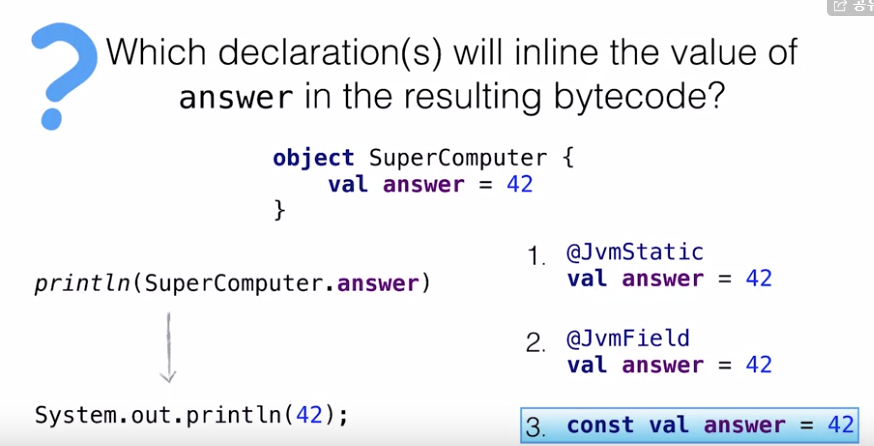 공유
? Which declaration(s) will inline the value of
answer in the resulting bytecode?
object SuperComputer {
val answer = 42
}
println(SuperComputer.answer)
System.out.println(42);
1. @JvmStatic
val answer = 42
2. @JvmField
val answer = 42
3. const val answer = 42